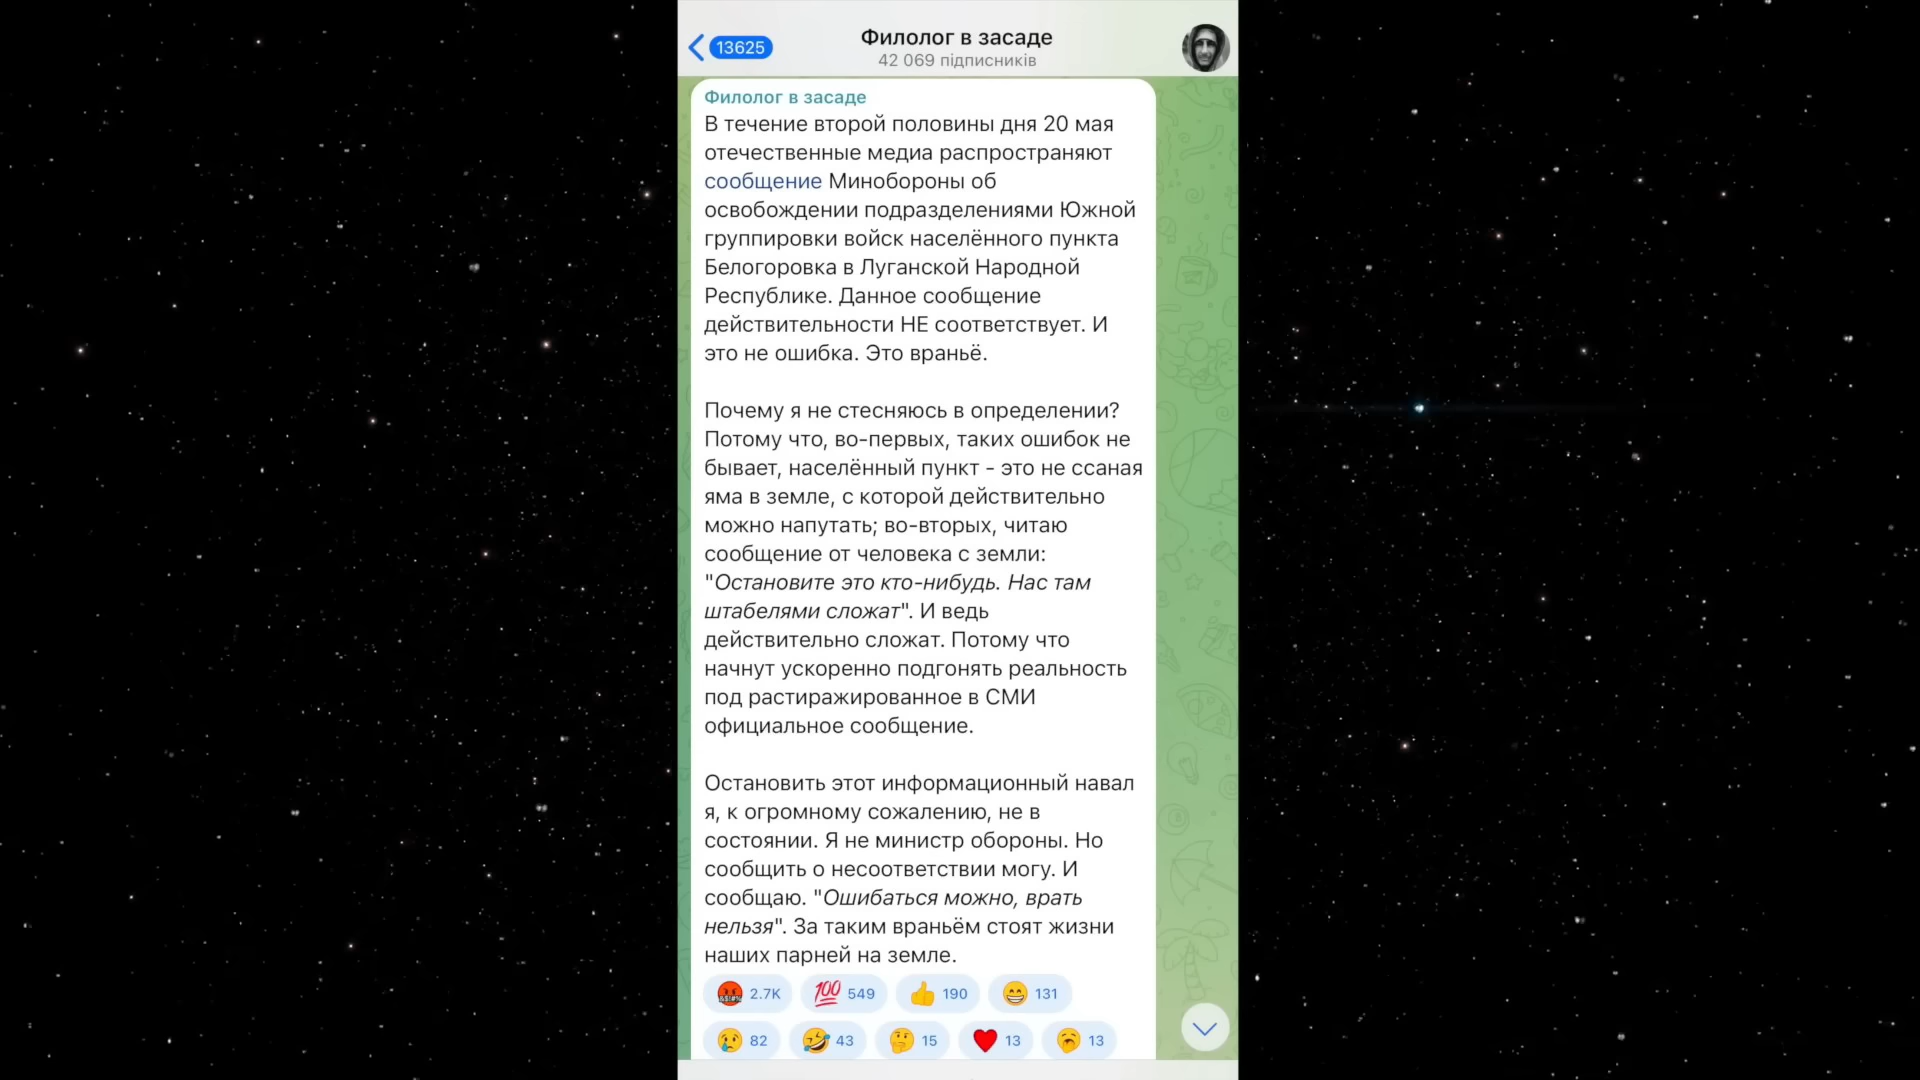 13625
Филолог в засаде
42 069 підписників
Филолог в засаде
В течение второй половины дня 20 мая
отечественные медиа распространяют
сообщение Минобороны об
освобождении подразделениями Южной
группировки войск населённого пункта
Белогоровка в Луганской Народной
Республике. Данное сообщение
действительности НЕ соответствует. И
это не ошибка. Это враньё.
Почему я не стесняюсь в определении?
Потому что, во-первых, таких ошибок не
бывает, населённый пункт - это не ссаная
яма в земле, с которой действительно
можно напутать; во-вторых, читаю
сообщение от человека с земли:
"Остановите это кто-нибудь. Нас там
штабелями сложат". И ведь
действительно сложат. Потому что
начнут ускоренно подгонять реальность
под растиражированное в СМИ
официальное сообщение.
Остановить этот информационный навал
я, к огромному сожалению, не в
состоянии. Я не министр обороны. Но
сообщить о несоответствии могу. И
сообщаю. "Ошибаться можно, врать
нельзя". За таким враньём стоят жизни
наших парней на земле.
2.7K 549 190 131
82 43 15 13 13